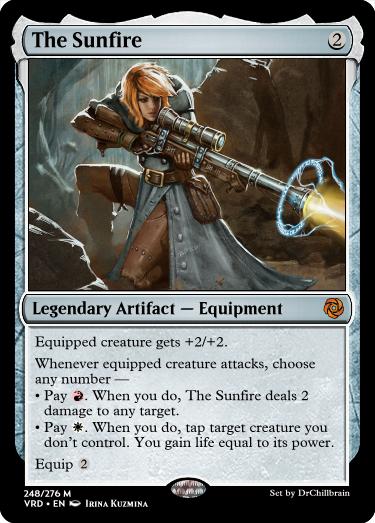 The Sunfire 2
Legendary Artifact — Equipment
Equipped creature gets +2/+2.
Whenever equipped creature attacks, choose
any number —
• Pay R. When you do, The Sunfire deals 2
damage to any target.
• Pay W. When you do, tap target creature you
don't control. You gain life equal to its power.
Equip 2
248/276 M
VRD • EN Irina Kuzmina
Set by DrChillbrain